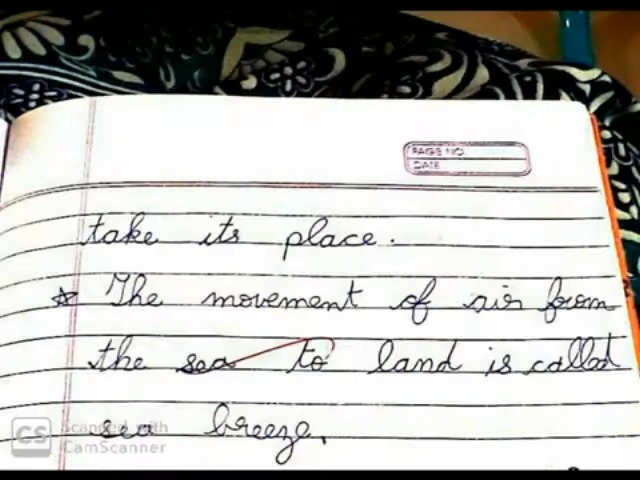 PAGE NO.
DATE
take its place.
☆ The movement of air from
the sea to land is called
sea breeze.
CS Scanned with
CamScanner